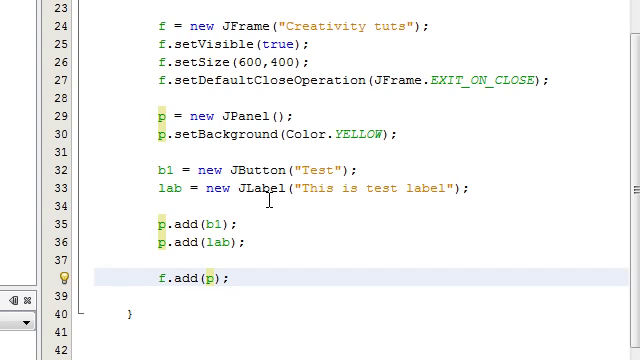 23
24 f = new JFrame("Creativity tuts");
25 f.setVisible(true);
26 f.setSize(600,400);
27 f.setDefaultCloseOperation(JFrame.EXIT_ON_CLOSE);
28
29 p = new JPanel();
30 p.setBackground(Color.YELLOW);
31
32 b1 = new JButton("Test");
33 lab = new JLabel("This is test label");
34
35 p.add(b1);
36 p.add(lab);
37
f.add(p);
39
40 }
41
42